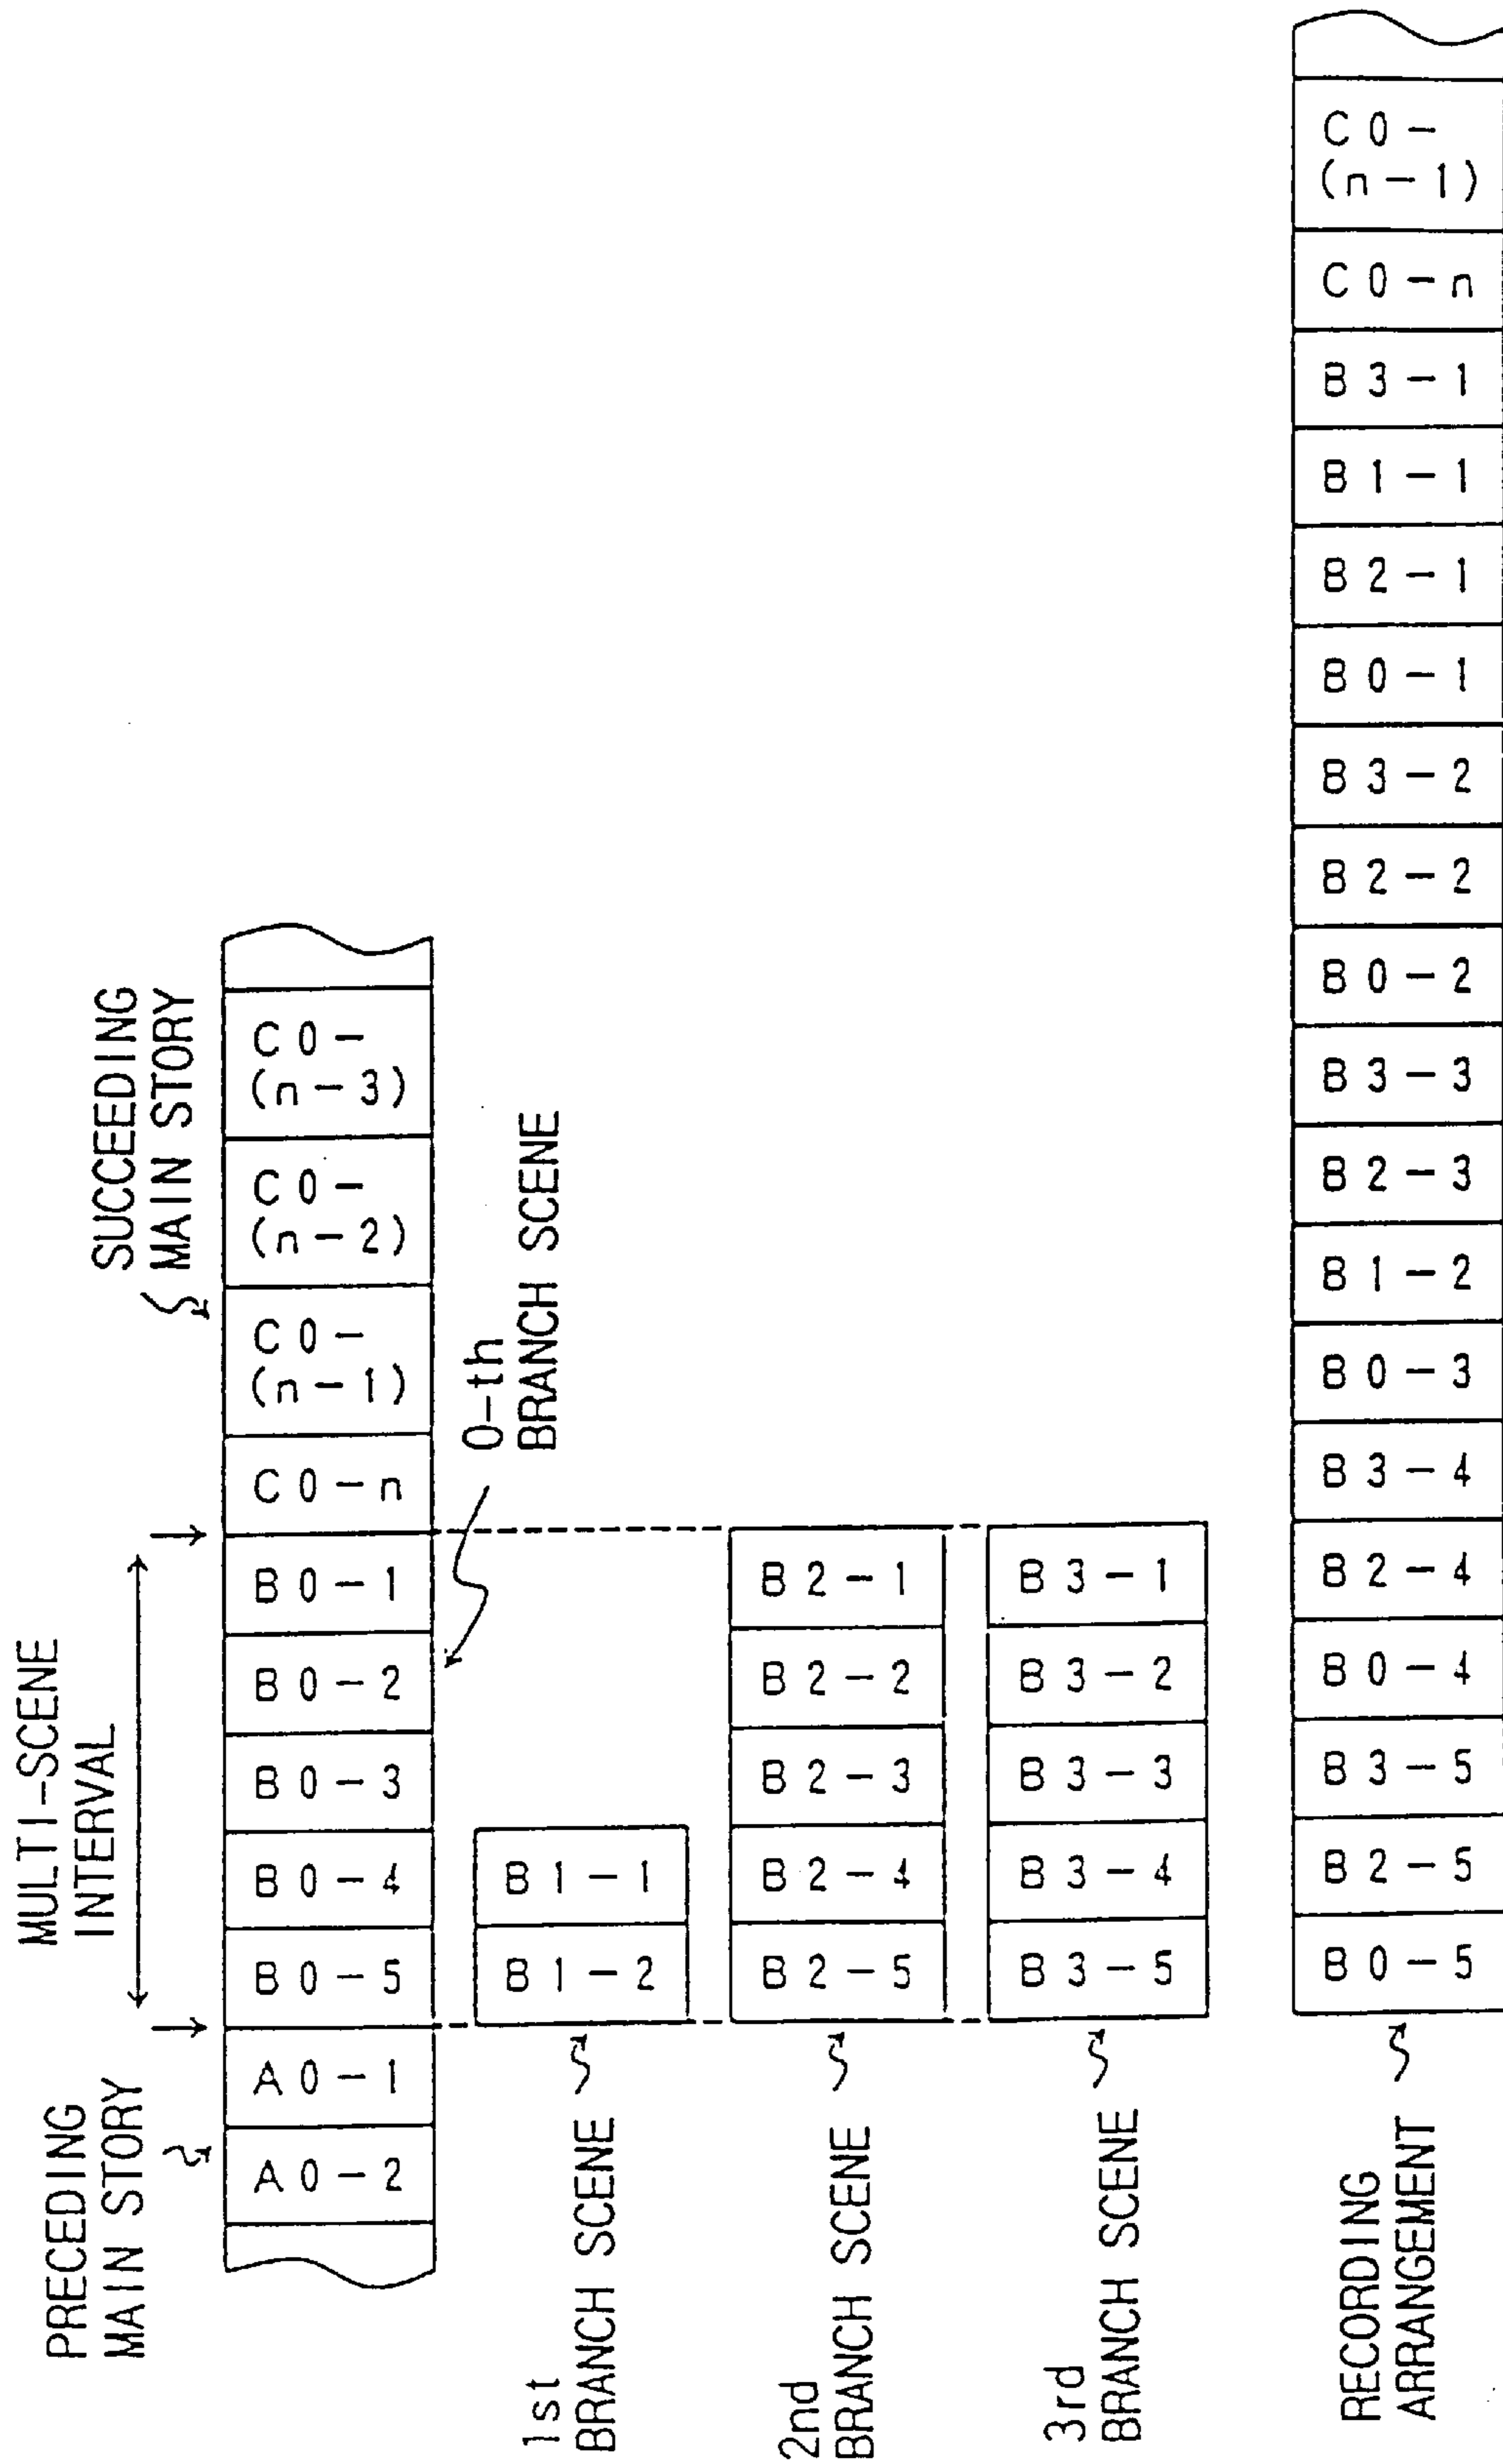 PRECEDING
MAIN STORY
MULTI-SCENE
INTERVAL
SUCCEEDING
MAIN STORY
A0-2
A0-1
B0-5
B0-4
B0-3
B0-2
B0-1
C0-n
C0-
(n-1)
C0-
(n-2)
C0-
(n-3)
0-th
BRANCH SCENE
1st
BRANCH SCENE
B1-2
B1-1
2nd
BRANCH SCENE
B2-5
B2-4
B2-3
B2-2
B2-1
3rd
BRANCH SCENE
B3-5
B3-4
B3-3
B3-2
B3-1
RECORDING
ARRANGEMENT
B0-5
B2-5
B3-5
B0-4
B2-4
B3-4
B0-3
B1-2
B2-3
B3-3
B0-2
B2-2
B3-2
B0-1
B2-1
B1-1
B3-1
C0-n
C0-
(n-1)